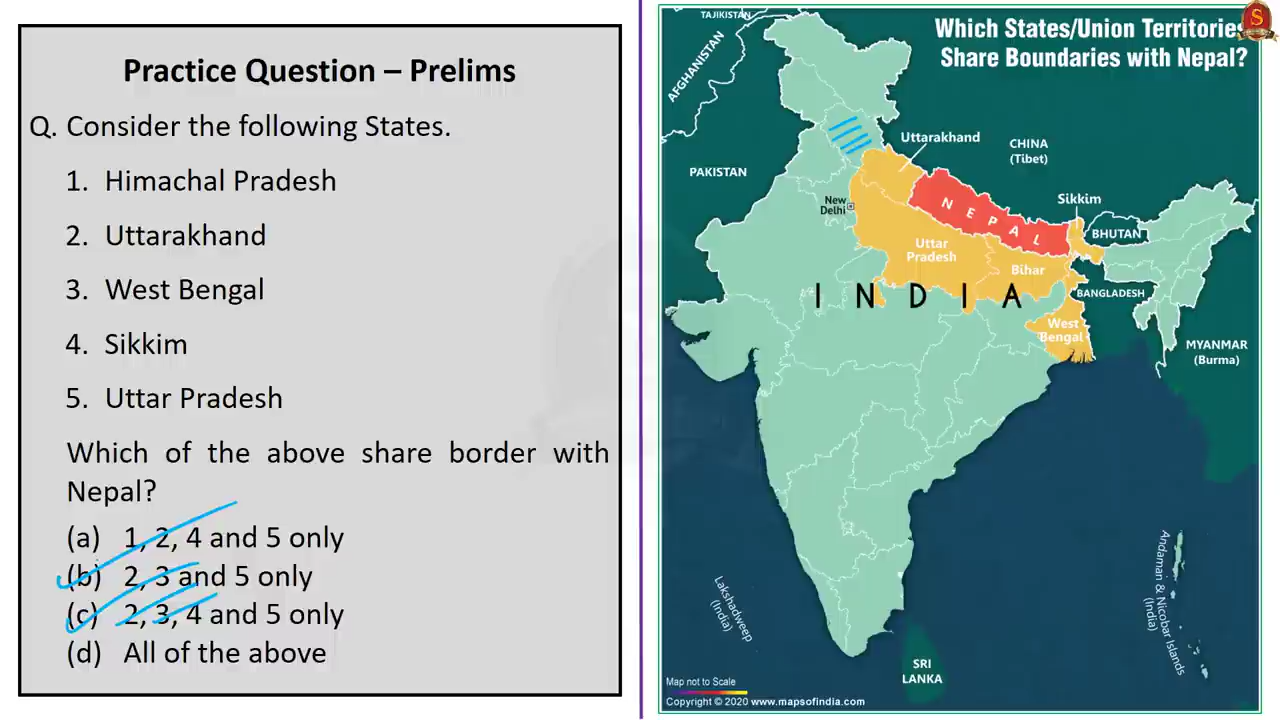 Practice Question – Prelims
Q. Consider the following States.
1. Himachal Pradesh
2. Uttarakhand
3. West Bengal
4. Sikkim
5. Uttar Pradesh
Which of the above share border with
Nepal?
(a) 1, 2, 4 and 5 only
(b) 2, 3 and 5 only
(c) 2, 3, 4 and 5 only
(d) All of the above
Which States/Union Territories
Share Boundaries with Nepal?
S
TAJIKISTAN
AFGHANISTAN
PAKISTAN
Uttarakhand
CHINA
(Tibet)
New
Delhi
NEPAL
Sikkim
BHUTAN
Uttar
Pradesh
Bihar
INDIA
BANGLADESH
West
Bengal
MYANMAR
(Burma)
Lakshadweep
(India)
Andaman & Nicobar Islands
(India)
SRI
LANKA
Map not to Scale
Copyright © 2020 www.mapsofindia.com